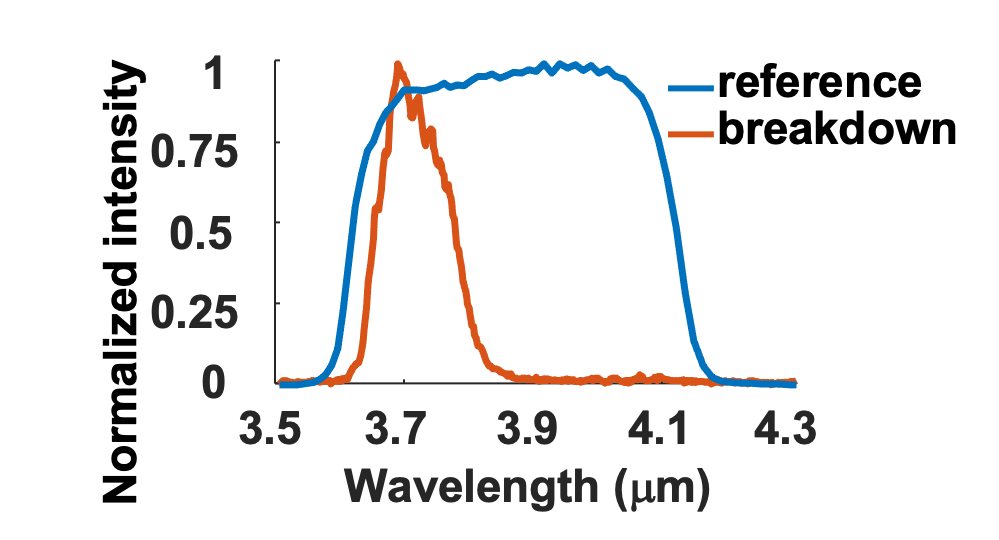 Normalized intensity
1
0.75
0.5
0.25
0
reference
breakdown
3.5 3.7 3.9 4.1 4.3
Wavelength (μm)